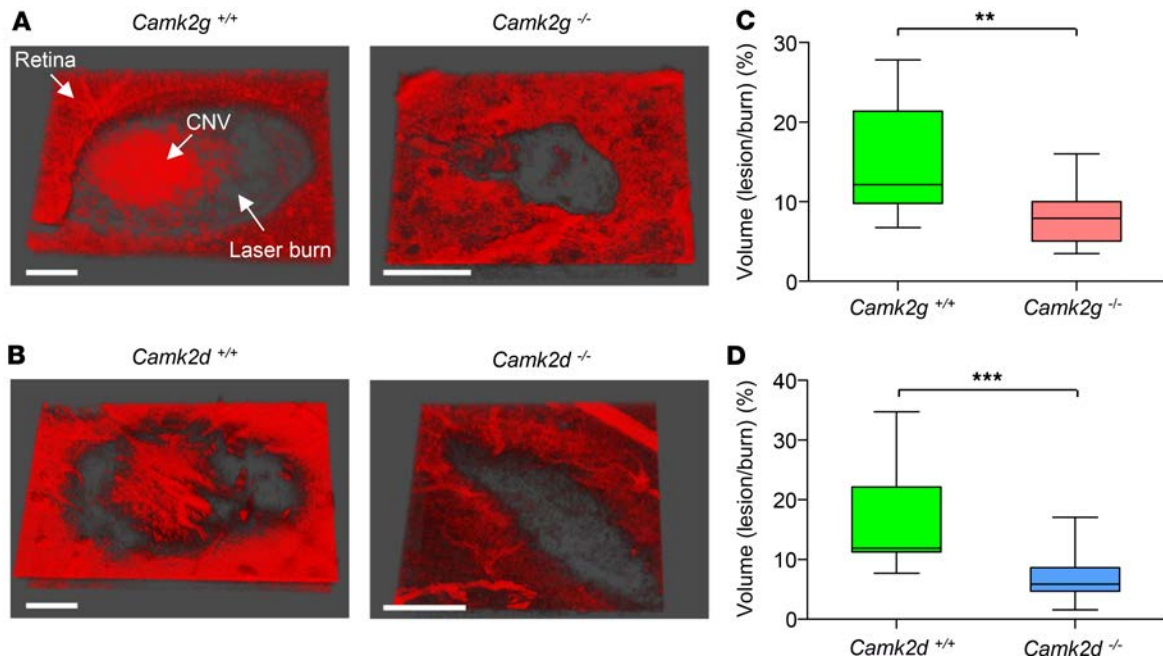 A
Camk2g +/+
Camk2g -/-
Retina
CNV
Laser burn
B
Camk2d +/+
Camk2d -/-
C
**
Volume (lesion/burn) (%)
30
20
10
0
Camk2g +/+
Camk2g -/-
D
***
Volume (lesion/burn) (%)
40
30
20
10
0
Camk2d +/+
Camk2d -/-